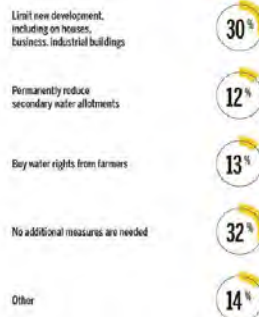 Limit new development,
including on houses,
business, industrial buildings
30%
Permanently reduce
secondary water allotments
12%
Buy water rights from farmers
13%
No additional measures are needed
32%
Other
14%